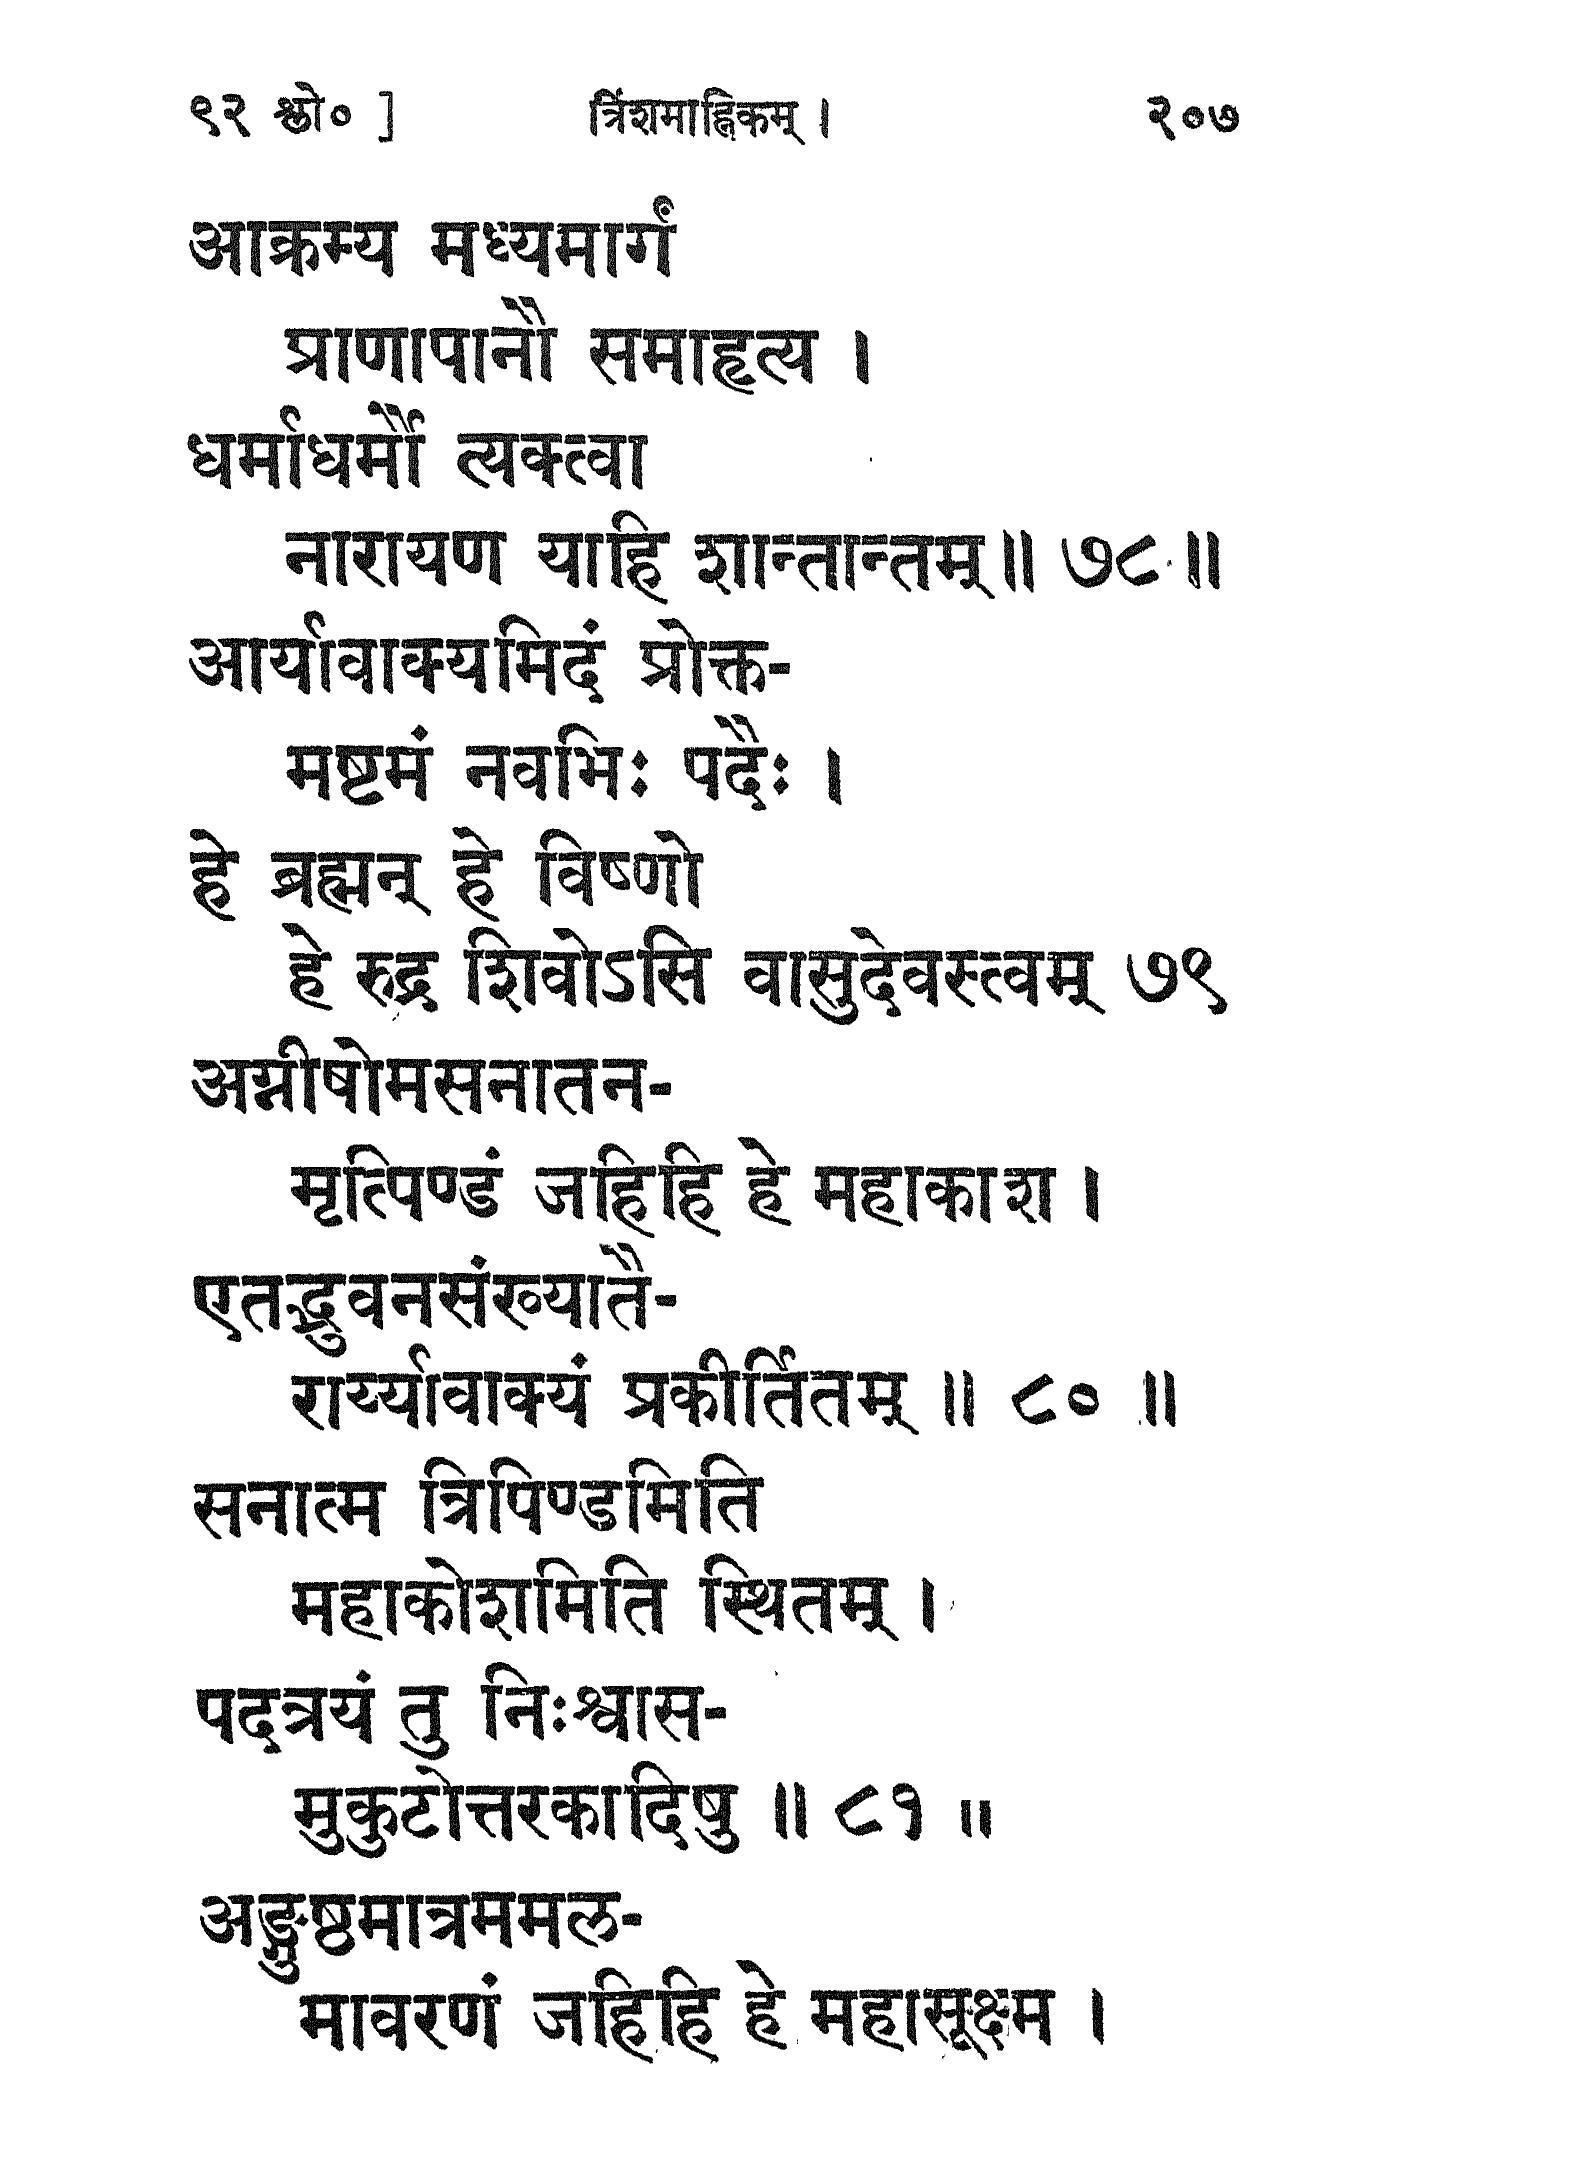 ९२ श्लो० ]	त्रिंशमाह्निकम् ।	२०७
आक्रम्य मध्यमार्गं
प्राणापानौ समाहृत्य ।
धर्माधर्मौ त्यक्त्वा
नारायण याहि शान्तान्तम् ॥ ७८ ॥
आर्यावाक्यमिदं प्रोक्त-
मष्टमं नवभिः पदैः ।
हे ब्रह्मन् हे विष्णो
हे रुद्र शिवोऽसि वासुदेवस्त्वम् ७९
अग्नीषोमसनातन-
मृत्पिण्डं जहिहि हे महाकाश ।
एतद्भुवनसंख्यातै-
रार्य्यावाक्यं प्रकीर्तितम् ॥ ८० ॥
सनात्म त्रिपिण्डमिति
महाकोशमिति स्थितम् ।
पदत्रयं तु निःश्वास-
मुकुटोत्तरकादिषु ॥ ८१ ॥
अङ्गुष्ठमात्रममल-
मावरणं जहिहि हे महासूक्ष्म ।